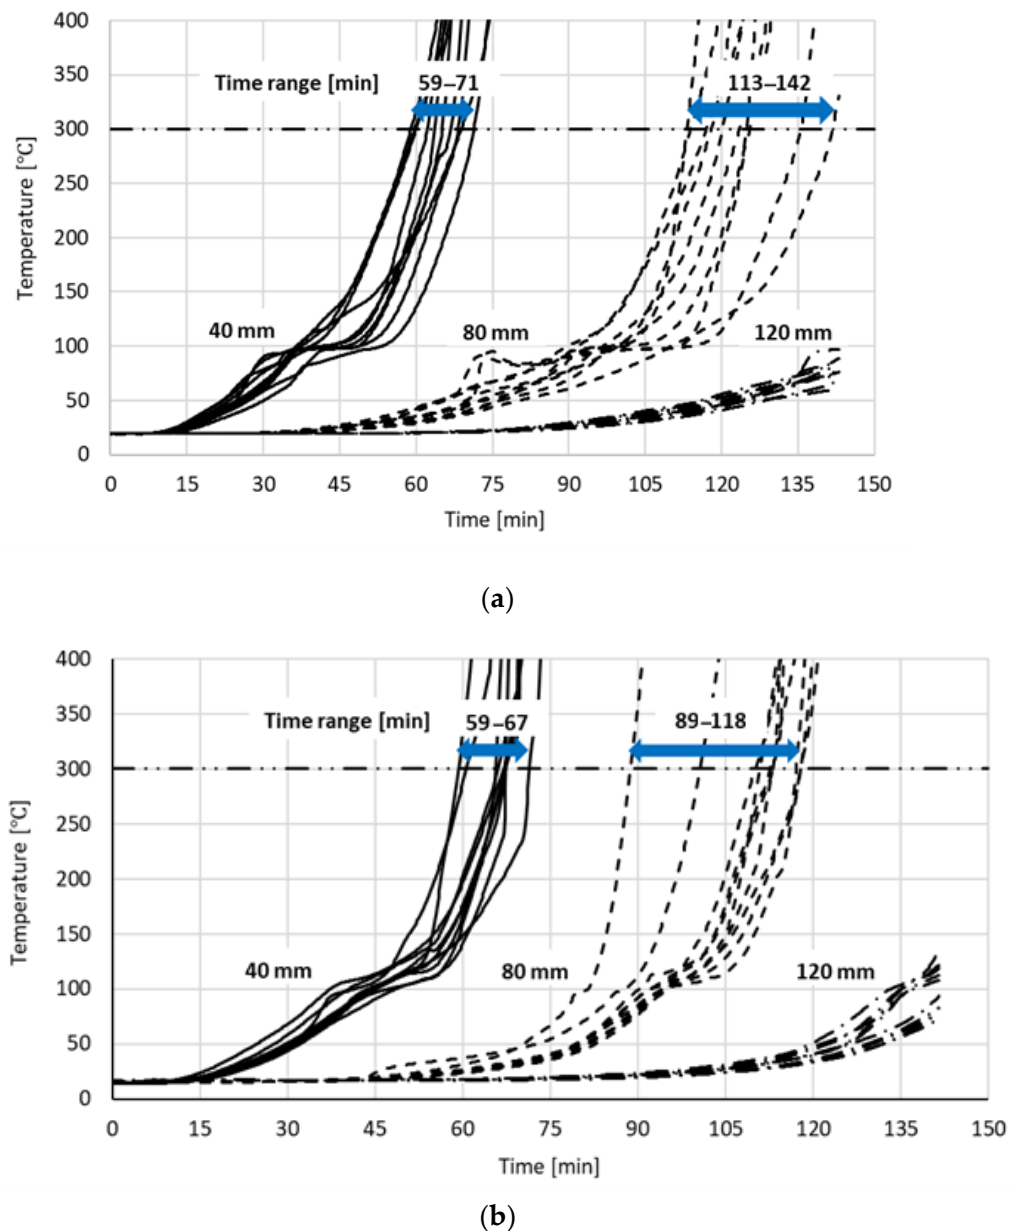 400
350
Time range [min]
59–71
113–142
300
250
Temperature [°C]
200
150
40 mm
80 mm
120 mm
100
50
0
0 15 30 45 60 75 90 105 120 135 150
Time [min]
(a)
400
350
Time range [min]
59–67
89–118
300
250
Temperature [°C]
200
150
40 mm
80 mm
120 mm
100
50
0
0 15 30 45 60 75 90 105 120 135 150
Time [min]
(b)